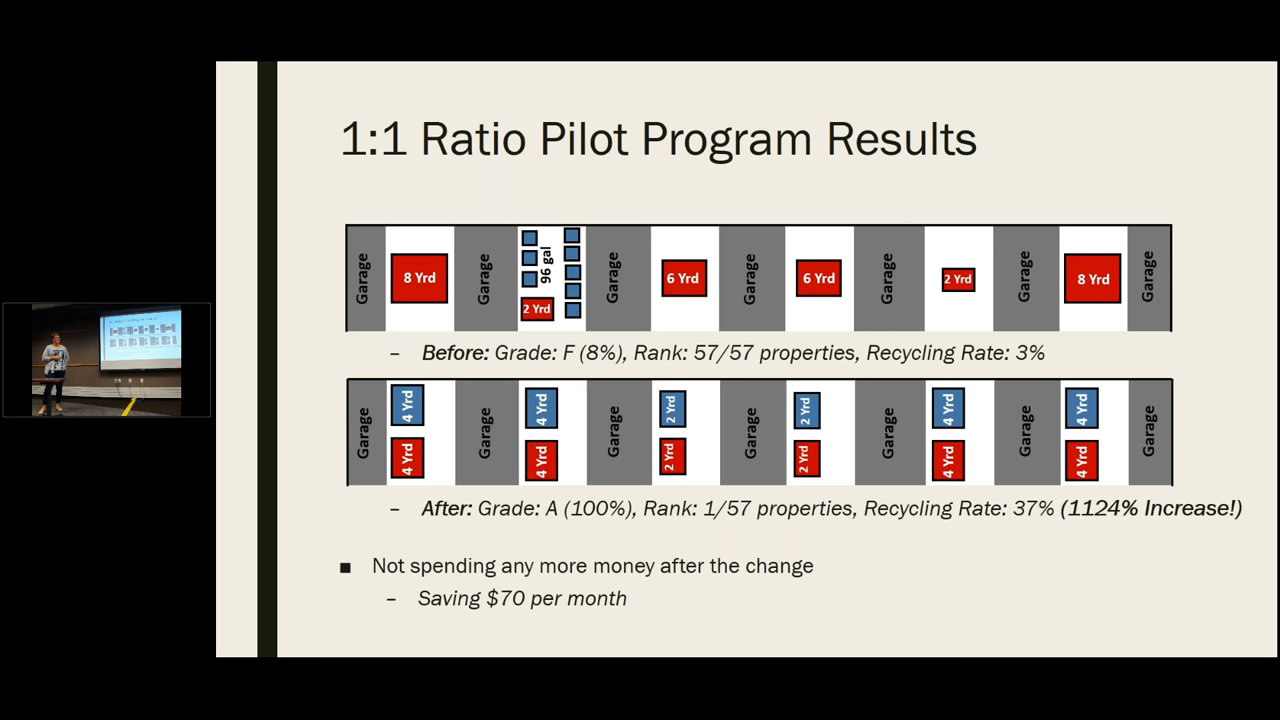 1:1 Ratio Pilot Program Results
Garage
8 Yrd
Garage
96 gal
2 Yrd
Garage
6 Yrd
Garage
6 Yrd
Garage
2 Yrd
Garage
8 Yrd
Garage
– Before: Grade: F (8%), Rank: 57/57 properties, Recycling Rate: 3%
Garage
4 Yrd
4 Yrd
Garage
4 Yrd
4 Yrd
Garage
2 Yrd
2 Yrd
Garage
2 Yrd
2 Yrd
Garage
4 Yrd
4 Yrd
Garage
4 Yrd
4 Yrd
Garage
– After: Grade: A (100%), Rank: 1/57 properties, Recycling Rate: 37% (1124% Increase!)
■ Not spending any more money after the change
– Saving $70 per month